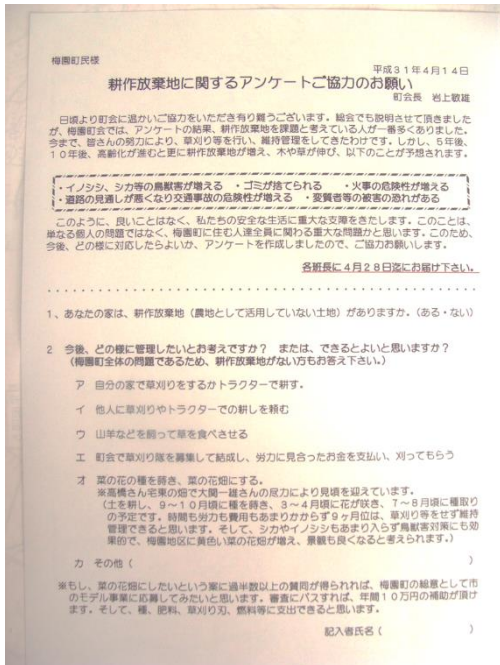 梅園町民様
平成31年4月14日
耕作放棄地に関するアンケートご協力のお願い
町会長 岩上敏雄
日頃より町会に温かいご協力をいただき有り難うございます。総会でも説明させて頂きました
が、梅園町会では、アンケートの結果、耕作放棄地を課題と考えている人が一番多くありました。
今まで、皆さんの努力により、草刈り等を行い、維持管理をしてきたわけです。しかし、5年後、
10年後、高齢化が進むと更に耕作放棄地が増え、木や草が伸び、以下のことが予想されます。
・イノシシ、シカ等の鳥獣害が増える ・ゴミが捨てられる ・火事の危険性が増える
・道路の見通しが悪くなり交通事故の危険性が増える ・変質者等の被害の恐れがある
このように、良いことはなく、私たちの安全な生活に重大な支障をきたします。このことは、
単なる個人の問題ではなく、梅園町に住む人達全員に関わる重大な問題かと思います。このため、
今後、どの様に対応したらよいか、アンケートを作成しましたので、ご協力お願いします。
各班長に4月28日迄にお届け下さい。
1、あなたの家は、耕作放棄地（農地として活用していない土地）がありますか。（ある・ない）
2 今後、どの様に管理したいとお考えですか？ または、できるとよいと思いますか？
（梅園町全体の問題であるため、耕作放棄地がない方もお答え下さい。）
ア 自分の家で草刈りをするかトラクターで耕す。
イ 他人に草刈りやトラクターでの耕しを頼む
ウ 山羊などを飼って草を食べさせる
エ 町会で草刈り隊を募集して結成し、労力に見合ったお金を支払い、刈ってもらう
オ 菜の花の種を蒔き、菜の花畑にする。
※高橋さん宅東の畑で大関一雄さんの尽力により見頃を迎えています。
（土を耕し、9～10月頃に種を蒔き、3～4月頃に花が咲き、7～8月頃に種取り
の予定です。時間も労力も費用もあまりかからず9ヶ月位は、草刈り等をせず維持
管理できると思います。そして、シカやイノシシもあまり入らず鳥獣害対策にも効
果的で、梅園地区に黄色い菜の花畑が増え、景観も良くなると考えられます。）
カ その他（ ）
※もし、菜の花畑にしたいという案に過半数以上の賛同が得られれば、梅園町の総意として市
のモデル事業に応募してみたいと思います。審査にパスすれば、年間10万円の補助が頂け
ます。そして、種、肥料、草刈り刃、燃料等に支出できると思います。
記入者氏名（ ）